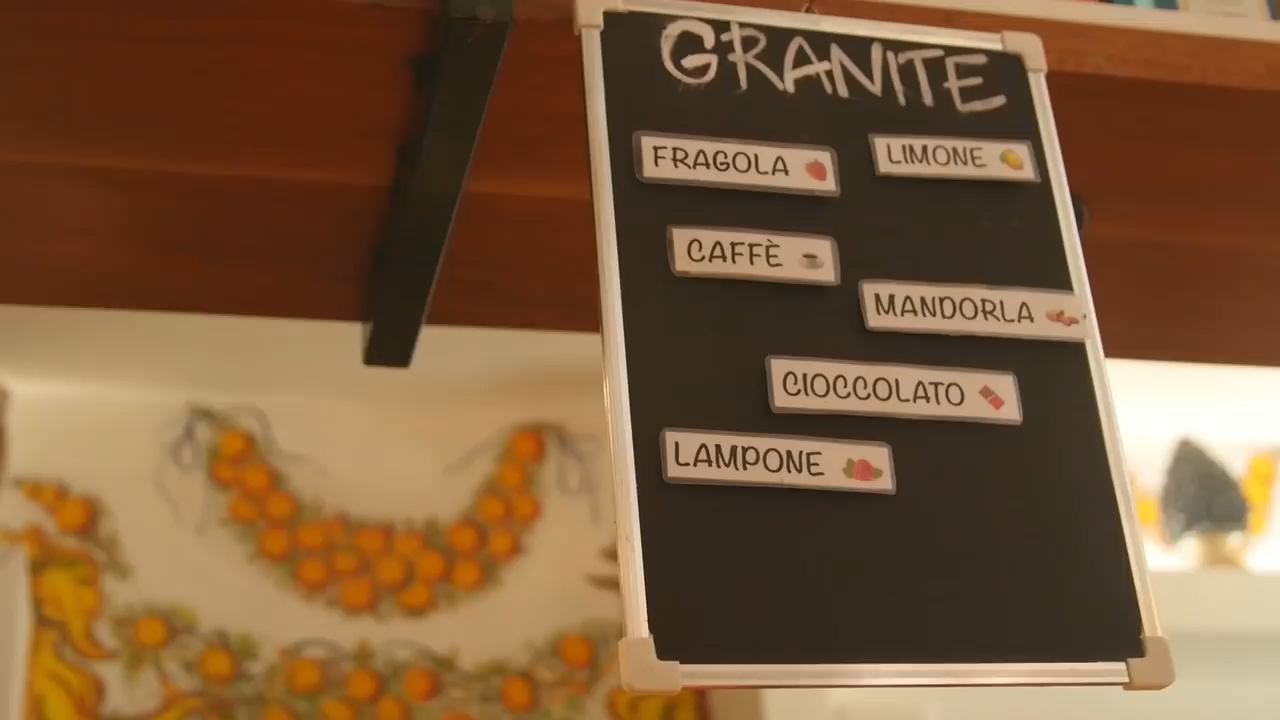 GRANITE
FRAGOLA
LIMONE
CAFFÈ
MANDORLA
CIOCCOLATO
LAMPONE